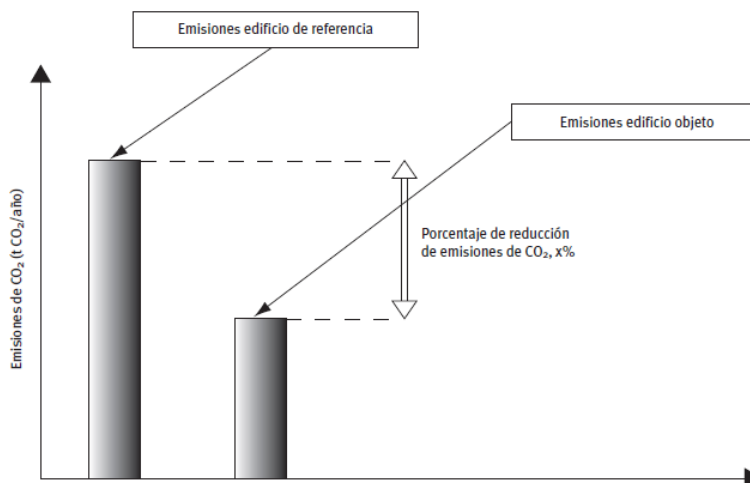 Emisiones edificio de referencia
Emisiones edificio objeto
Porcentaje de reducción
de emisiones de CO₂, x%
Emisiones de CO₂ (t CO₂/año)